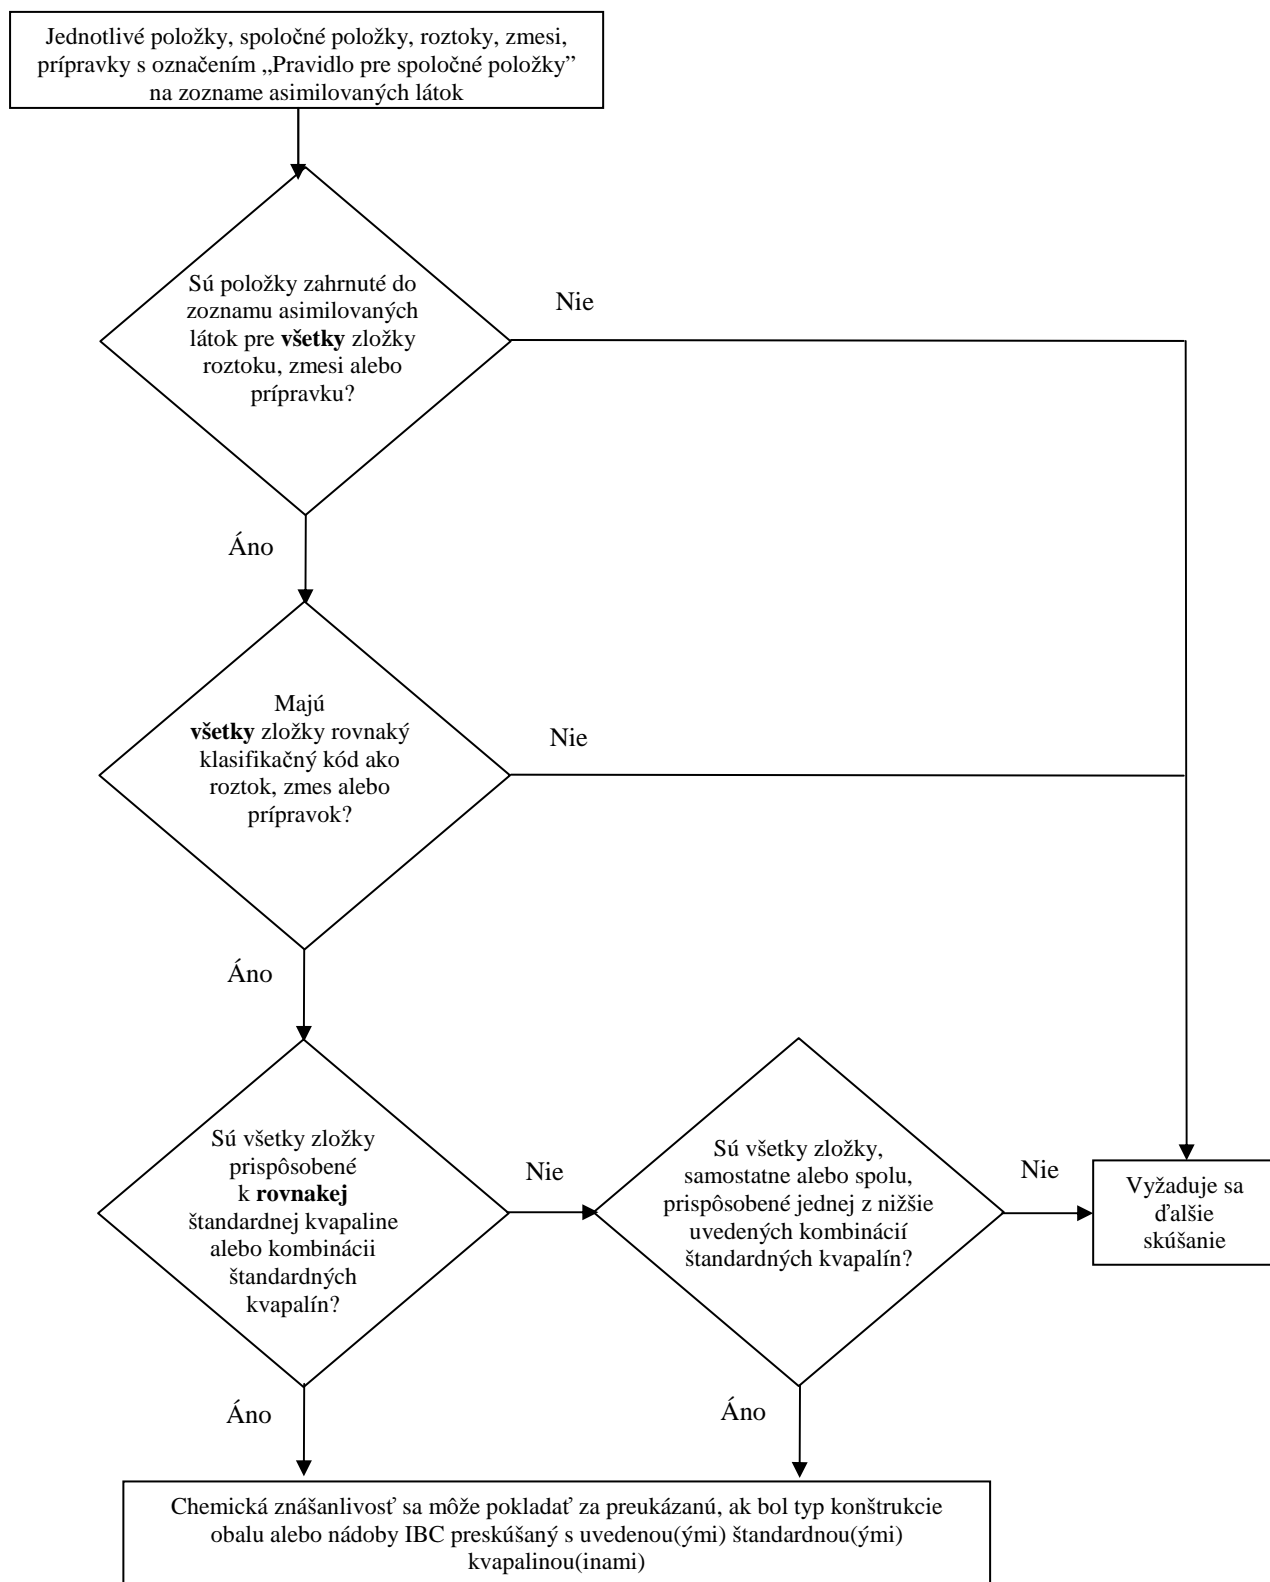 Jednotlivé položky, spoločné položky, roztoky, zmesi,
prípravky s označením „Pravidlo pre spoločné položky”
na zozname asimilovaných látok
Sú položky zahrnuté do
zoznamu asimilovaných
látok pre všetky zložky
roztoku, zmesi alebo
prípravku?
Nie
Áno
Majú
všetky zložky rovnaký
klasifikačný kód ako
roztok, zmes alebo
prípravok?
Nie
Áno
Sú všetky zložky
prispôsobené
k rovnakej
štandardnej kvapaline
alebo kombinácii
štandardných
kvapalín?
Nie
Sú všetky zložky,
samostatne alebo spolu,
prispôsobené jednej z nižšie
uvedených kombinácií
štandardných kvapalín?
Nie
Vyžaduje sa
ďalšie
skúšanie
Áno
Áno
Chemická znášanlivosť sa môže pokladať za preukázanú, ak bol typ konštrukcie
obalu alebo nádoby IBC preskúšaný s uvedenou(ými) štandardnou(ými)
kvapalinou(inami)